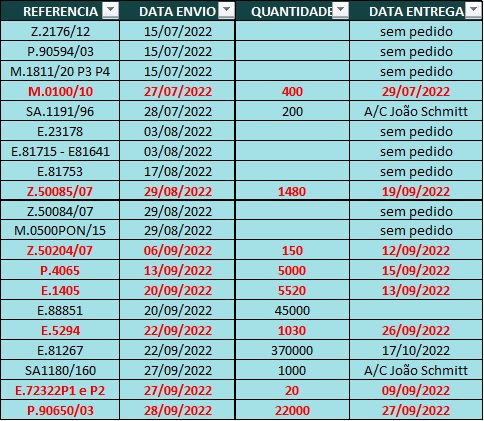 REFERENCIA DATA ENVIO QUANTIDADE DATA ENTREGA
Z.2176/12 15/07/2022 sem pedido
P.90594/03 15/07/2022 sem pedido
M.1811/20 P3 P4 15/07/2022 sem pedido
M.0100/10 27/07/2022 400 29/07/2022
SA.1191/96 28/07/2022 200 A/C João Schmitt
E.23178 03/08/2022 sem pedido
E.81715 - E81641 03/08/2022 sem pedido
E.81753 17/08/2022 sem pedido
Z.50085/07 29/08/2022 1480 19/09/2022
Z.50084/07 29/08/2022 sem pedido
M.0500PON/15 29/08/2022 sem pedido
Z.50204/07 06/09/2022 150 12/09/2022
P.4065 13/09/2022 5000 15/09/2022
E.1405 20/09/2022 5520 13/09/2022
E.88851 20/09/2022 45000
E.5294 22/09/2022 1030 26/09/2022
E.81267 22/09/2022 370000 17/10/2022
SA1180/160 27/09/2022 1000 A/C João Schmitt
E.72322P1 e P2 27/09/2022 20 09/09/2022
P.90650/03 28/09/2022 22000 27/09/2022